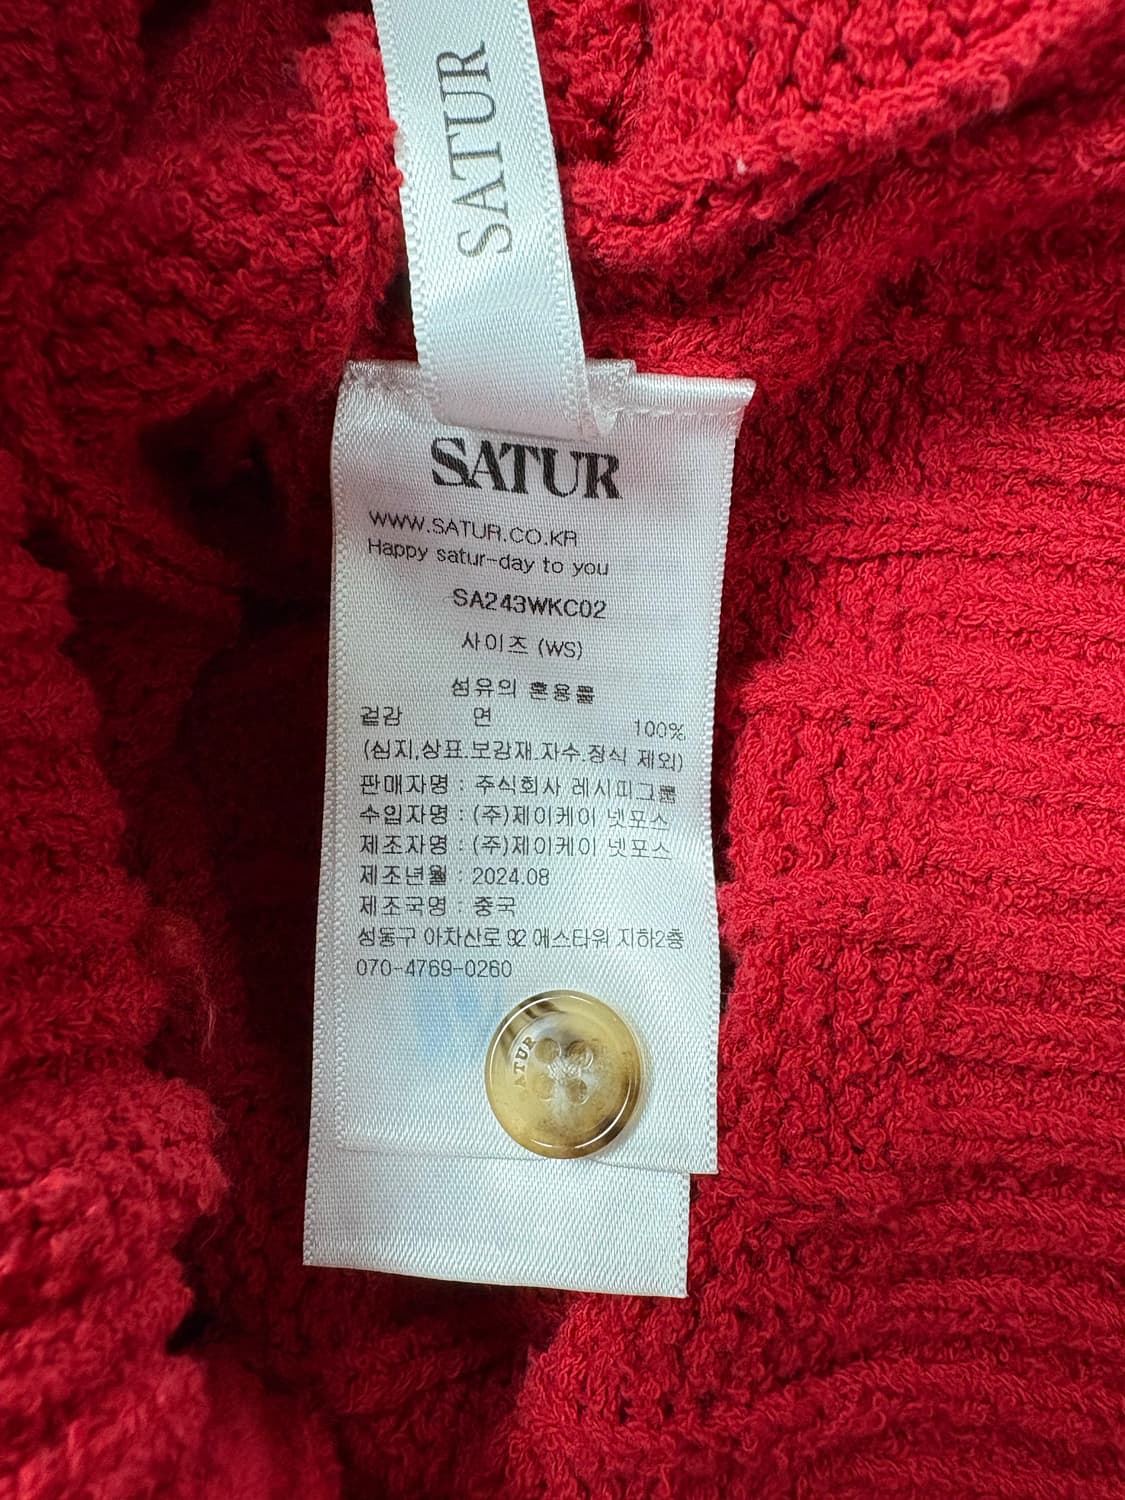 SATUR
SATUR
WWW.SATUR.CO.KR
Happy satur-day to you
SA243WKC02
사이즈 (WS)
섬유의 혼용률
겉감 면 100%
(심지,상표.보강재.자수.장식 제외)
판매자명 : 주식회사 레시피그룹
수입자명 : (주)제이케이 넷포스
제조자명 : (주)제이케이 넷포스
제조년월 : 2024.08
제조국명 : 중국
성동구 아차산로 92 에스타워 지하2층
070-4769-0260
ATUR